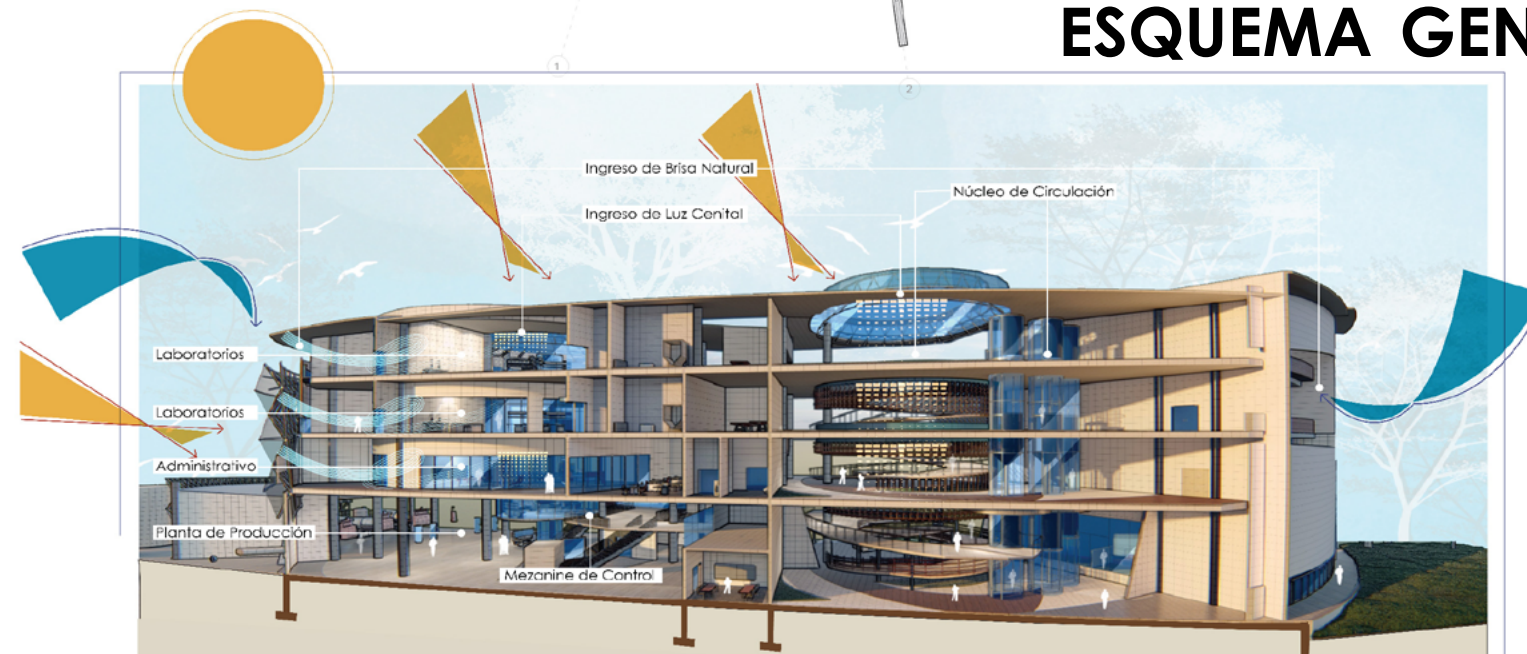 ESQUEMA GEN
1
2
Ingreso de Brisa Natural
Núcleo de Circulación
Ingreso de Luz Cenital
Laboratorios
Laboratorios
Administrativo
Planta de Producción
Mezanine de Control